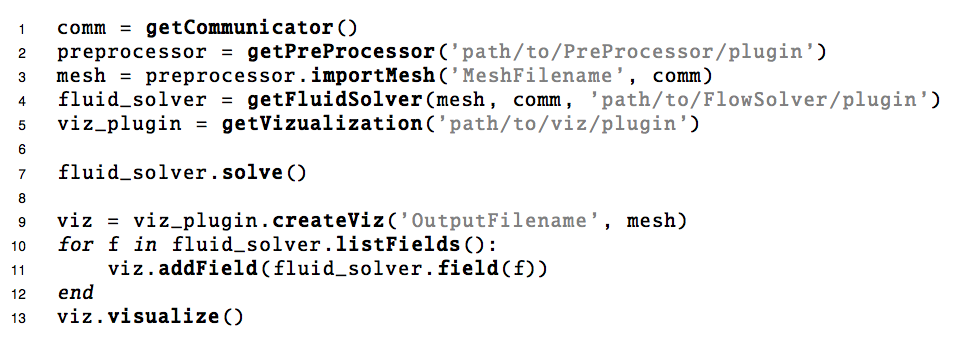 1 comm = getCommunicator()
2 preprocessor = getPreProcessor('path/to/PreProcessor/plugin')
3 mesh = preprocessor.importMesh('MeshFilename', comm)
4 fluid_solver = getFluidSolver(mesh, comm, 'path/to/FlowSolver/plugin')
5 viz_plugin = getVizualization('path/to/viz/plugin')
6
7 fluid_solver.solve()
8
9 viz = viz_plugin.createViz('OutputFilename', mesh)
10 for f in fluid_solver.listFields():
11     viz.addField(fluid_solver.field(f))
12 end
13 viz.visualize()